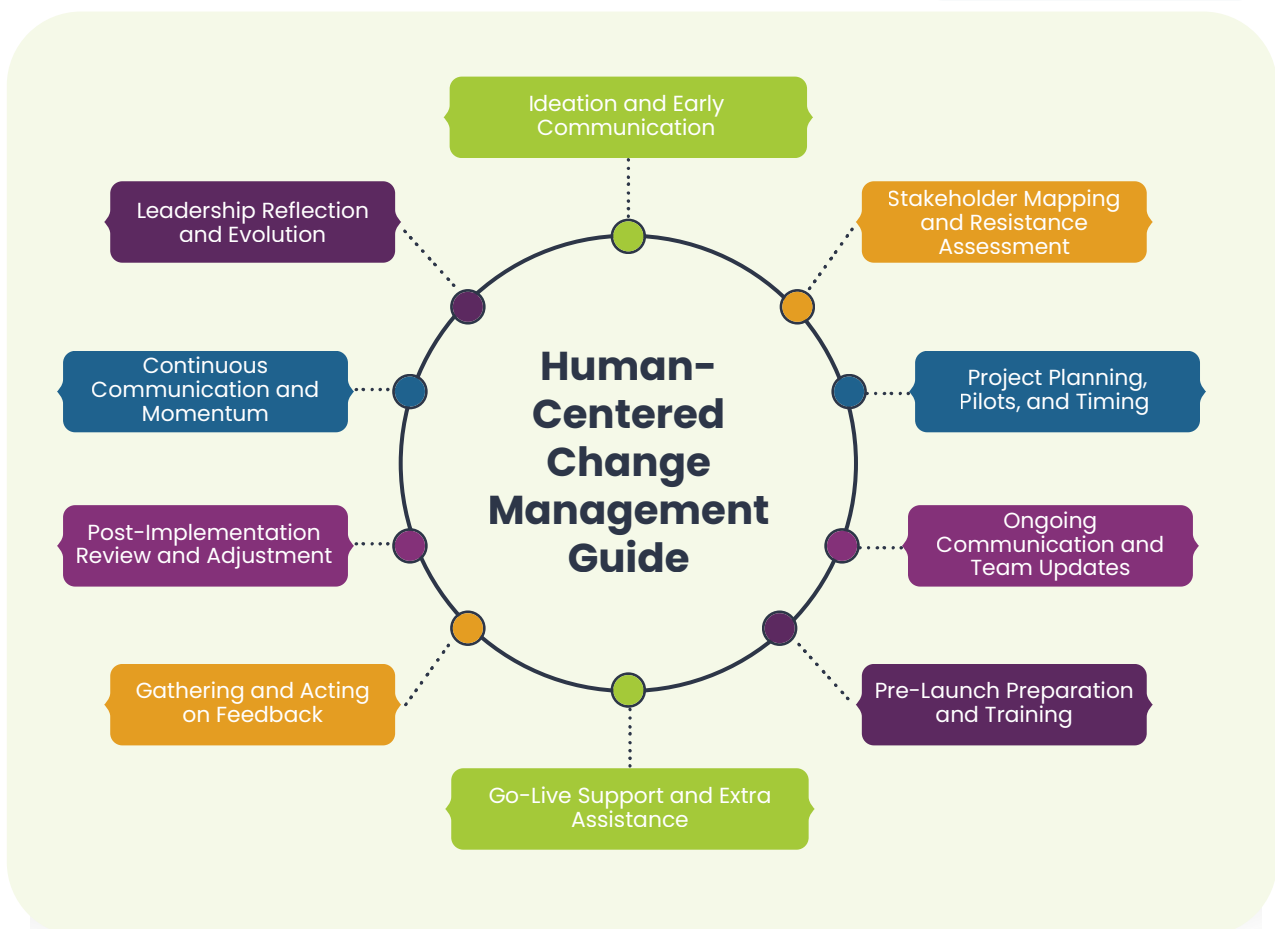 Ideation and Early
Communication
Stakeholder Mapping
and Resistance
Assessment
Project Planning,
Pilots, and Timing
Ongoing
Communication and
Team Updates
Pre-Launch Preparation
and Training
Go-Live Support and Extra
Assistance
Gathering and Acting
on Feedback
Post-Implementation
Review and Adjustment
Continuous
Communication and
Momentum
Leadership Reflection
and Evolution
Human-
Centered
Change
Management
Guide